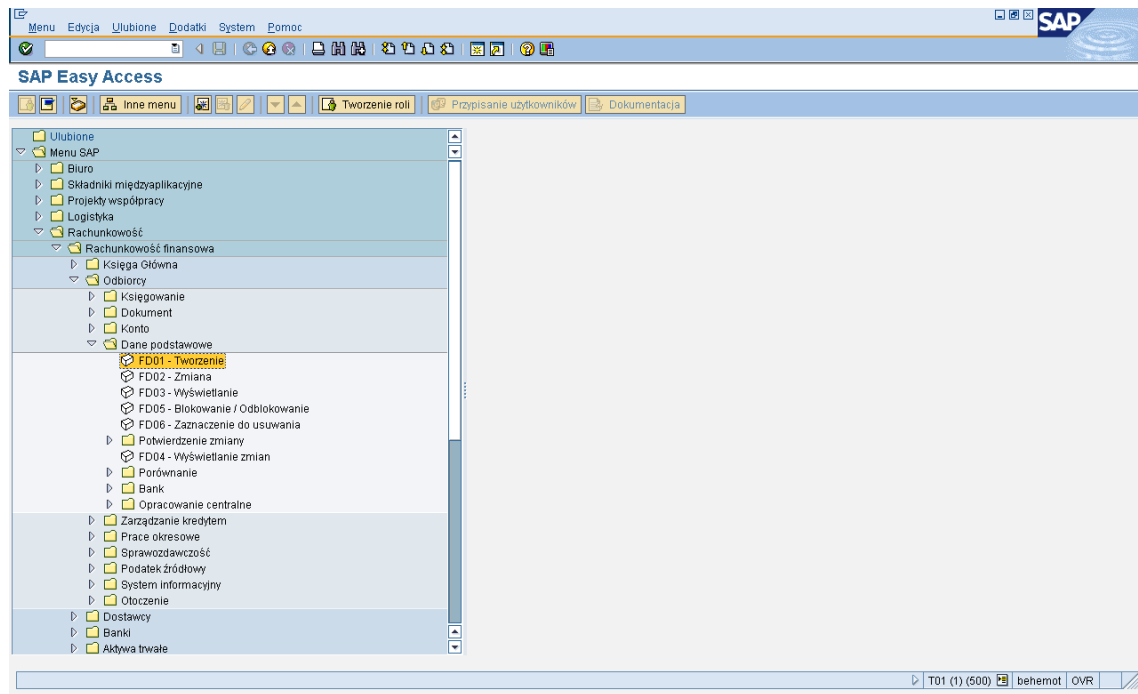 Menu Edycja Ulubione Dodatki System Pomoc
SAP
SAP Easy Access
Inne menu Tworzenie roli Przypisanie użytkowników Dokumentacja
Ulubione
Menu SAP
Biuro
Składniki międzyaplikacyjne
Projekty współpracy
Logistyka
Rachunkowość
Rachunkowość finansowa
Księga Główna
Odbiorcy
Księgowanie
Dokument
Konto
Dane podstawowe
FD01 - Tworzenie
FD02 - Zmiana
FD03 - Wyświetlanie
FD05 - Blokowanie / Odblokowanie
FD06 - Zaznaczenie do usuwania
Potwierdzenie zmiany
FD04 - Wyświetlanie zmian
Porównanie
Bank
Opracowanie centralne
Zarządzanie kredytem
Prace okresowe
Sprawozdawczość
Podatek źródłowy
System informacyjny
Otoczenie
Dostawcy
Banki
Aktywa trwałe
T01 (1) (500) behemot OVR